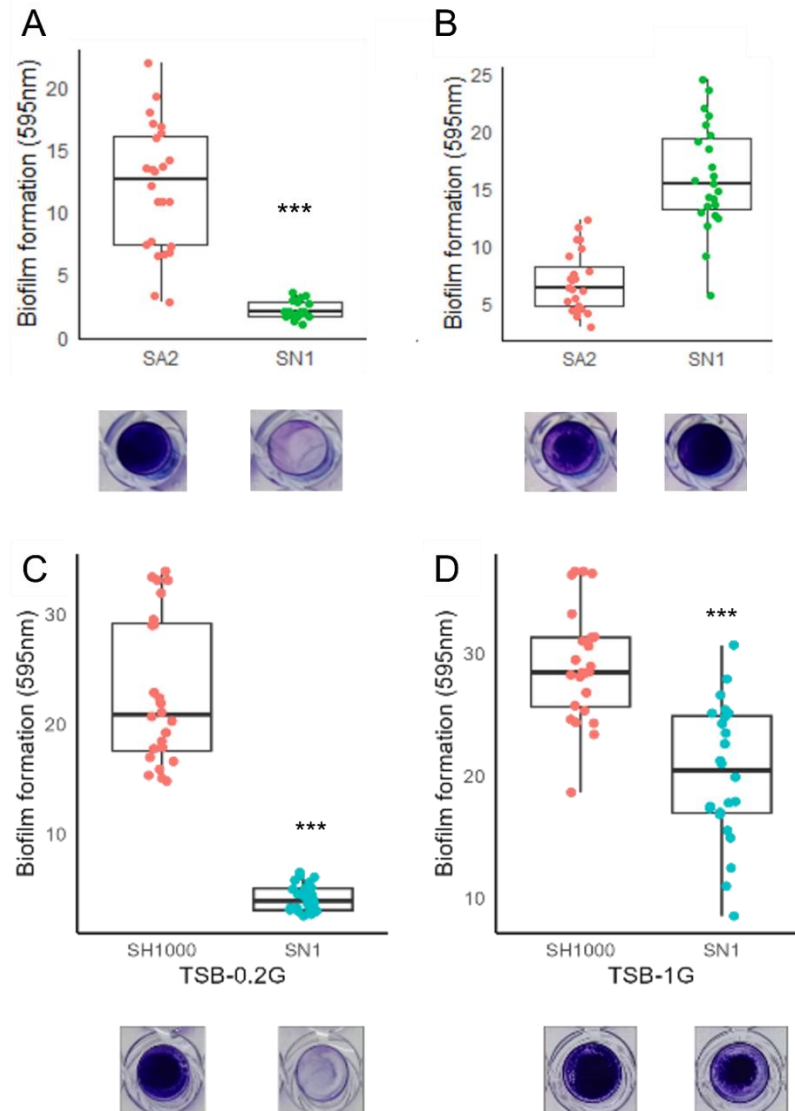 A
Biofilm formation (595nm)
20
15
10
5
0
***
SA2
SN1
B
Biofilm formation (595nm)
25
20
15
10
5
SA2
SN1
C
Biofilm formation (595nm)
30
20
10
***
SH1000
SN1
TSB-0.2G
D
Biofilm formation (595nm)
30
20
10
***
SH1000
SN1
TSB-1G